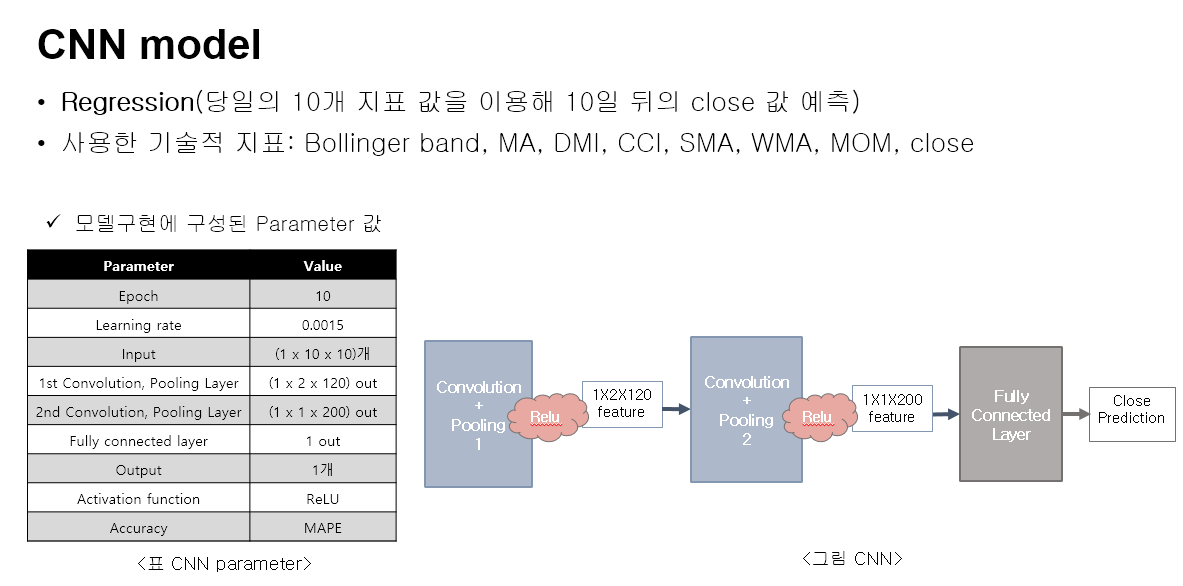 CNN model
• Regression(당일의 10개 지표 값을 이용해 10일 뒤의 close 값 예측)
• 사용한 기술적 지표: Bollinger band, MA, DMI, CCI, SMA, WMA, MOM, close
✓ 모델구현에 구성된 Parameter 값
Parameter Value
Epoch 10
Learning rate 0.0015
Input (1 x 10 x 10)개
1st Convolution, Pooling Layer (1 x 2 x 120) out
2nd Convolution, Pooling Layer (1 x 1 x 200) out
Fully connected layer 1 out
Output 1개
Activation function ReLU
Accuracy MAPE
<표 CNN parameter>
Convolution
+
Pooling
1
Relu
1X2X120
feature
Convolution
+
Pooling
2
Relu
1X1X200
feature
Fully
Connected
Layer
Close
Prediction
<그림 CNN>